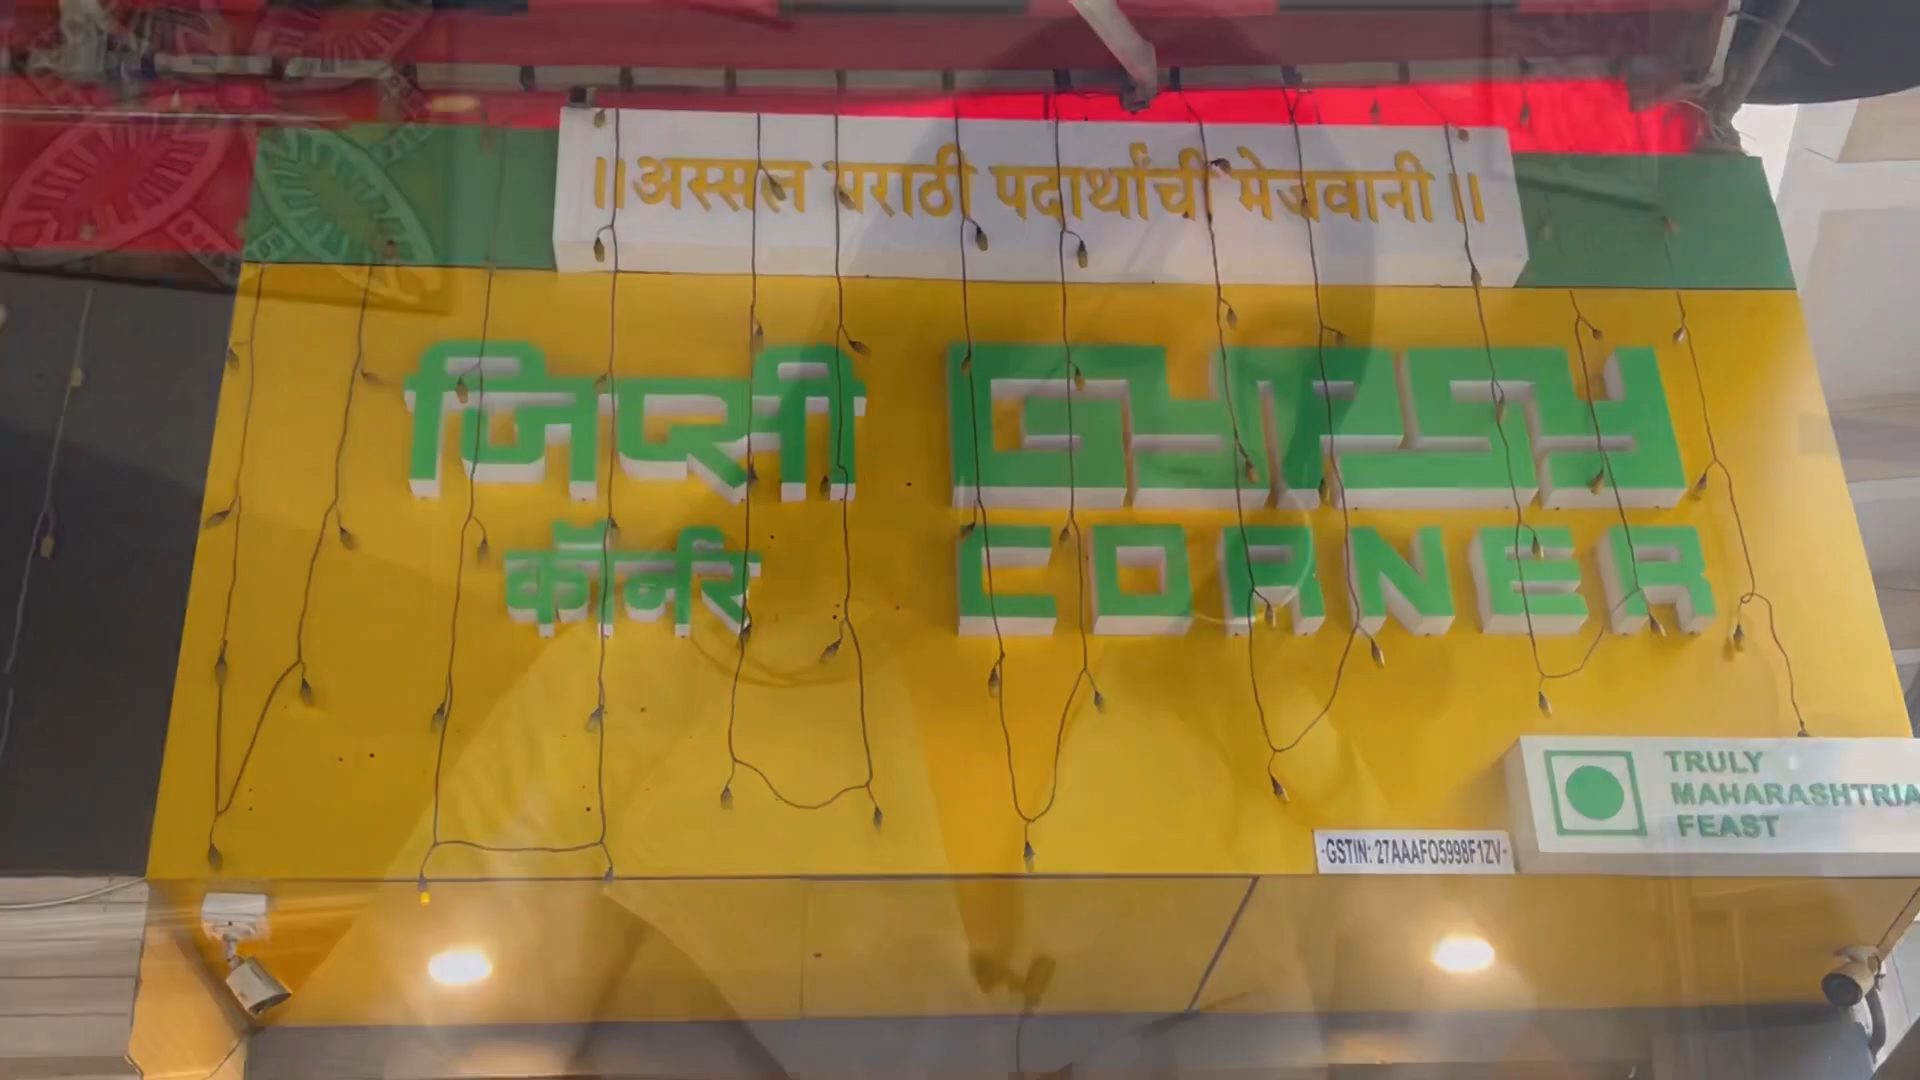 ॥अस्सल मराठी पदार्थांची मेजवानी॥
जिप्सी GYPSY
कॉर्नर CORNER
TRULY
MAHARASHTRIA
FEAST
-GSTIN: 27AAAFO5998F1ZV-